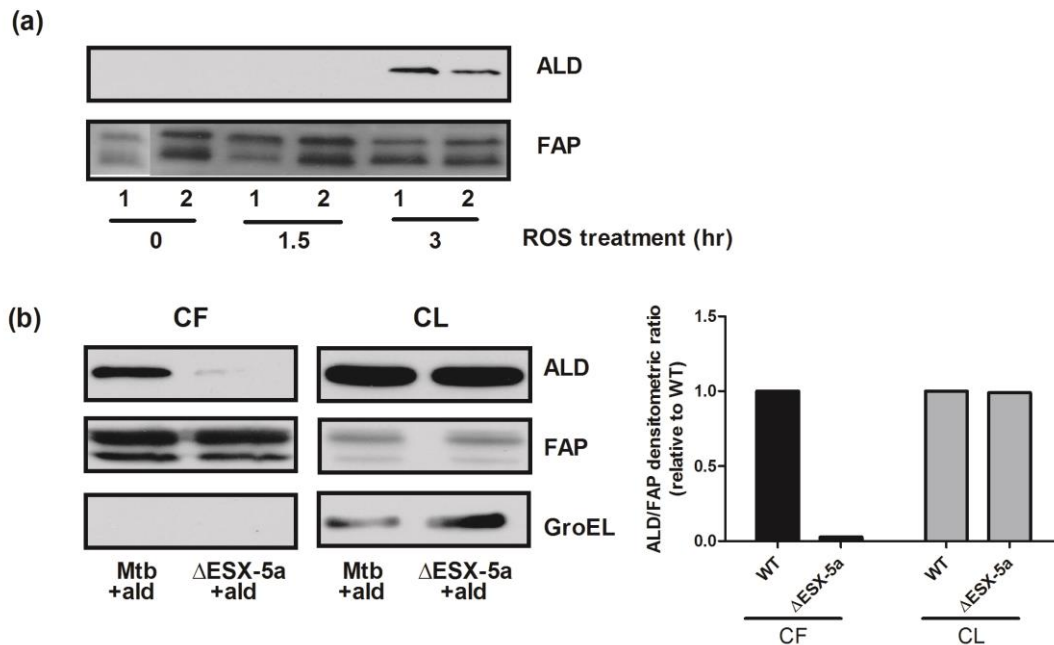 (a)
ALD
FAP
1 2 1 2 1 2
0 1.5 3 ROS treatment (hr)
(b)
CF CL
ALD
FAP
GroEL
Mtb ΔESX-5a Mtb ΔESX-5a
+ald +ald +ald +ald
ALD/FAP densitometric ratio
(relative to WT)
1.5
1.0
0.5
0.0
WT ΔESX-5a WT ΔESX-5a
CF CL